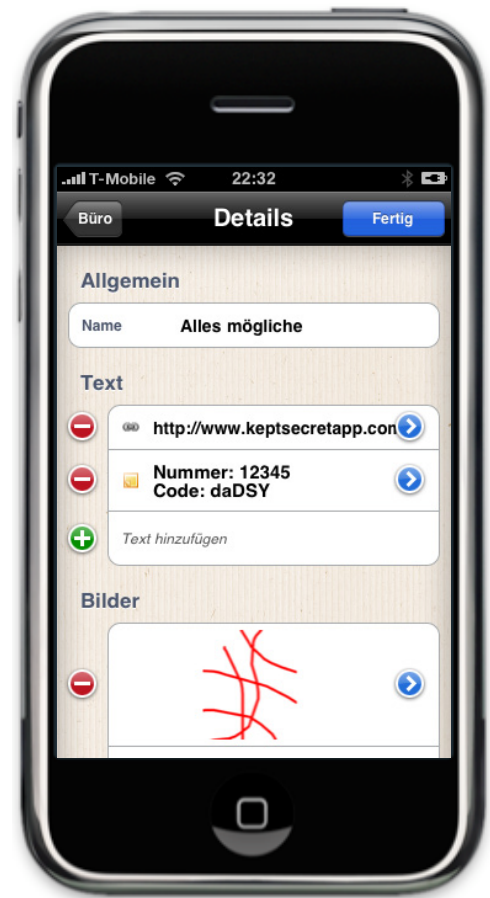 T-Mobile 22:32
Büro Details Fertig
Allgemein
Name Alles mögliche
Text
http://www.keptsecretapp.com
Nummer: 12345
Code: daDSY
Text hinzufügen
Bilder